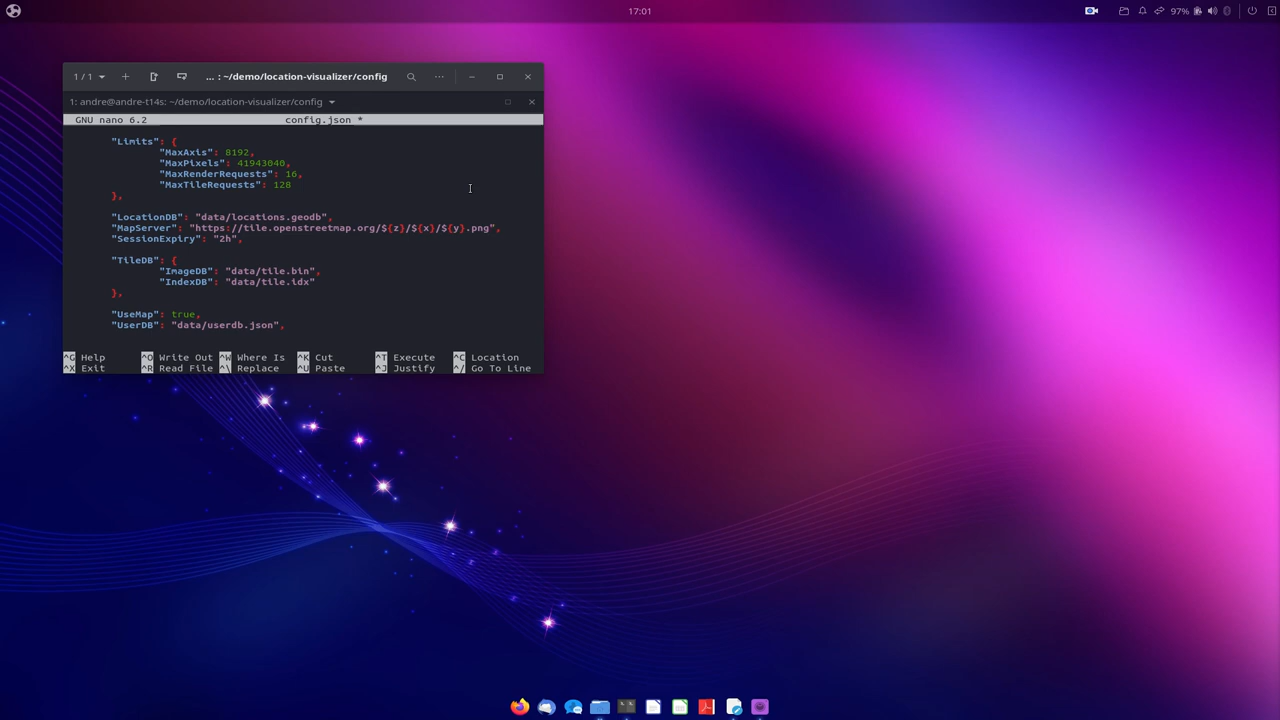 17:01
97%
1 / 1
... : ~/demo/location-visualizer/config
1: andre@andre-t14s: ~/demo/location-visualizer/config
GNU nano 6.2 config.json *
"Limits": {
"MaxAxis": 8192,
"MaxPixels": 41943040,
"MaxRenderRequests": 16,
"MaxTileRequests": 128
},
"LocationDB": "data/locations.geodb",
"MapServer": "https://tile.openstreetmap.org/${z}/${x}/${y}.png",
"SessionExpiry": "2h",
"TileDB": {
"ImageDB": "data/tile.bin",
"IndexDB": "data/tile.idx"
},
"UseMap": true,
"UserDB": "data/userdb.json",
^G Help ^O Write Out ^W Where Is ^K Cut ^T Execute ^C Location
^X Exit ^R Read File ^\ Replace ^U Paste ^J Justify ^/ Go To Line